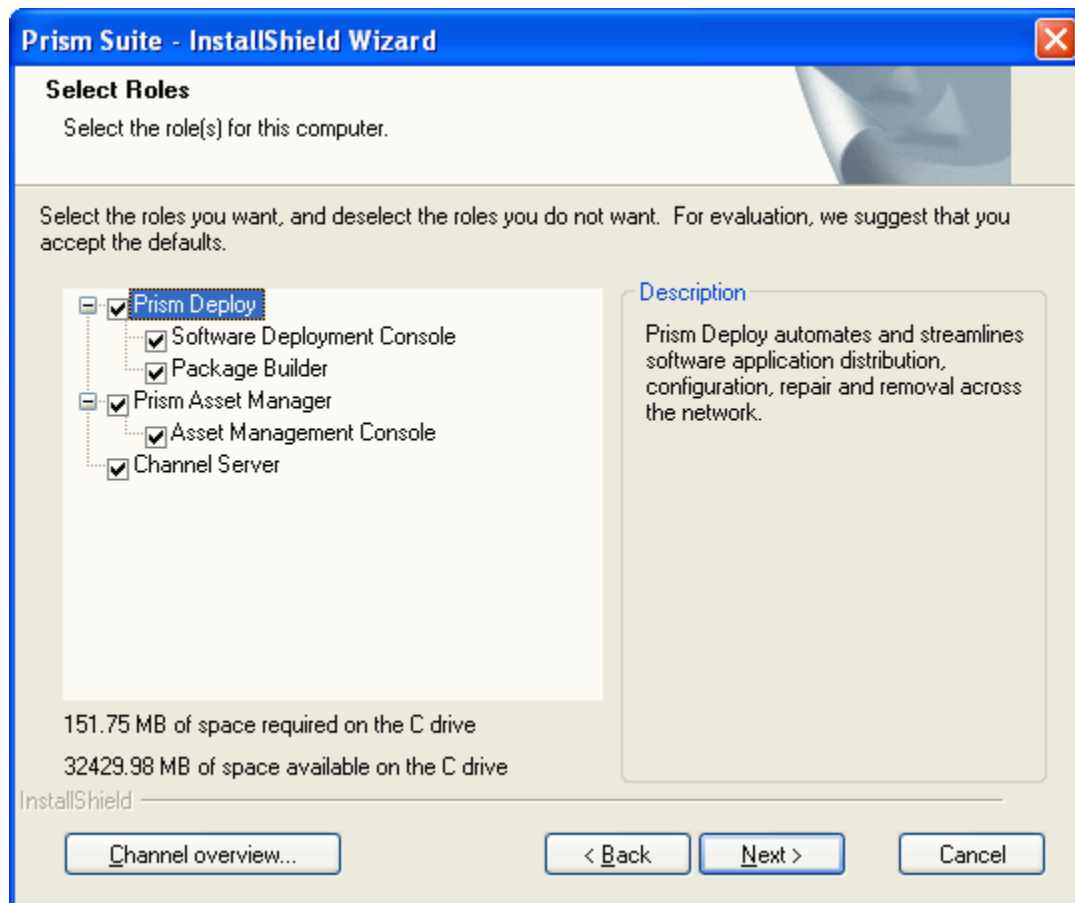 Prism Suite - InstallShield Wizard
Select Roles
Select the role(s) for this computer.
Select the roles you want, and deselect the roles you do not want.  For evaluation, we suggest that you
accept the defaults.
Prism Deploy
Software Deployment Console
Package Builder
Prism Asset Manager
Asset Management Console
Channel Server
Description
Prism Deploy automates and streamlines
software application distribution,
configuration, repair and removal across
the network.
151.75 MB of space required on the C drive
32429.98 MB of space available on the C drive
InstallShield
Channel overview...
< Back
Next >
Cancel